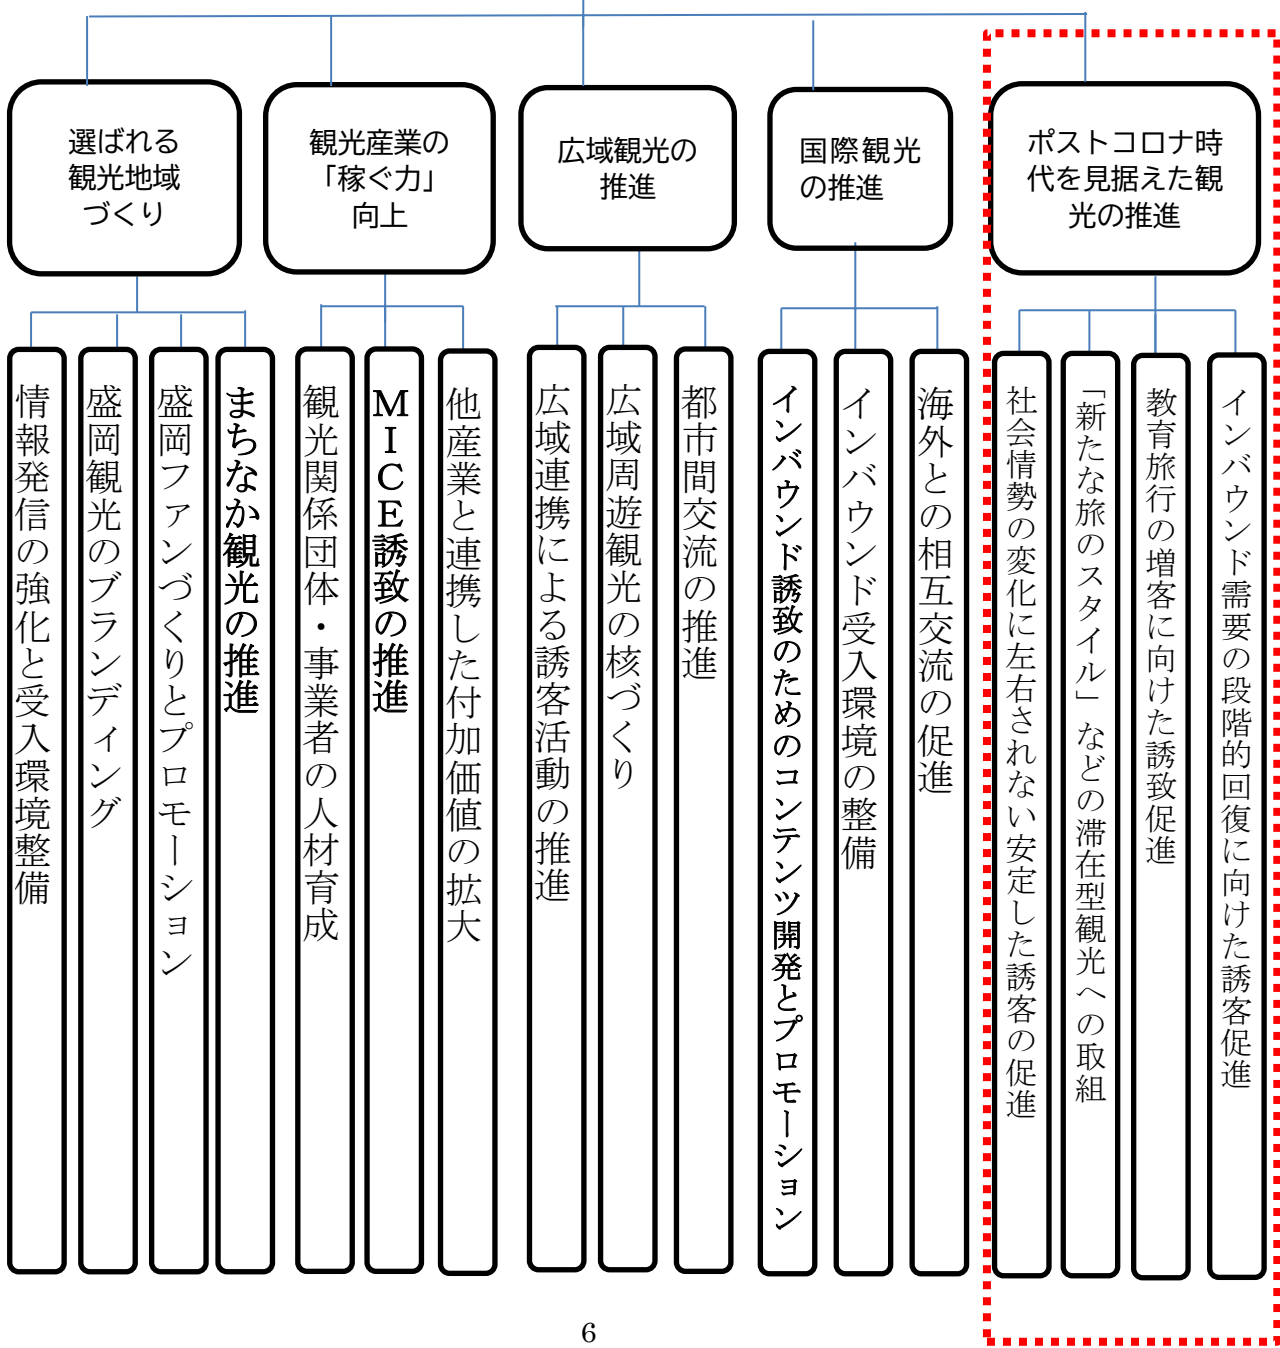 選ばれる
観光地域
づくり
観光産業の
「稼ぐ力」
向上
広域観光の
推進
国際観光
の推進
ポストコロナ時
代を見据えた観
光の推進
情報発信の強化と受入環境整備
盛岡観光のブランディング
盛岡ファンづくりとプロモーション
まちなか観光の推進
観光関係団体・事業者の人材育成
MICE誘致の推進
他産業と連携した付加価値の拡大
広域連携による誘客活動の推進
広域周遊観光の核づくり
都市間交流の推進
インバウンド誘致のためのコンテンツ開発とプロモーション
インバウンド受入環境の整備
海外との相互交流の促進
社会情勢の変化に左右されない安定した誘客の促進
「新たな旅のスタイル」などの滞在型観光への取組
教育旅行の増客に向けた誘致促進
インバウンド需要の段階的回復に向けた誘客促進
6